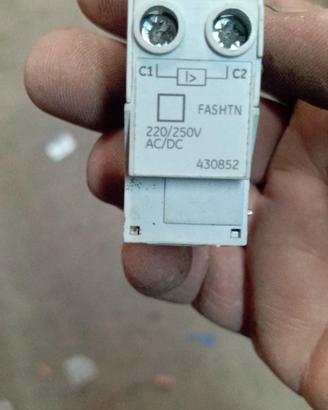 C1 I> C2
FASHTN
220/250V
AC/DC
430852